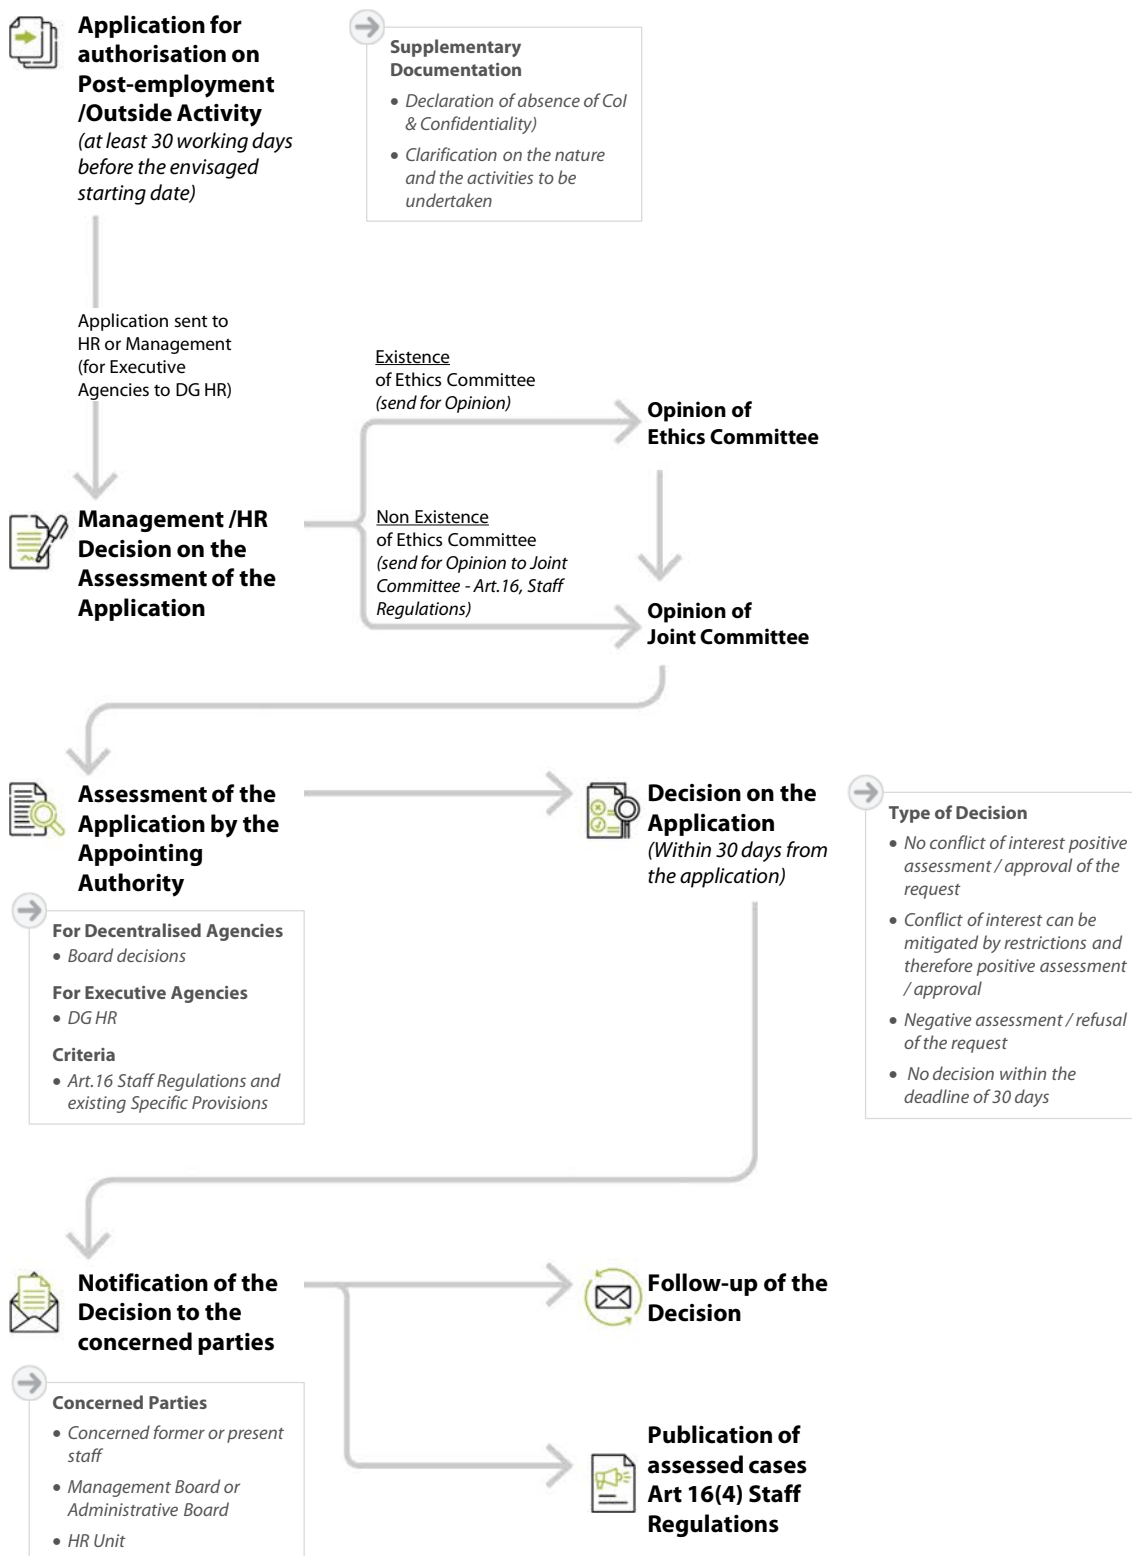 Application for
authorisation on
Post-employment
/Outside Activity
(at least 30 working days
before the envisaged
starting date)
Supplementary
Documentation
• Declaration of absence of CoI
& Confidentiality)
• Clarification on the nature
and the activities to be
undertaken
Application sent to
HR or Management
(for Executive
Agencies to DG HR)
Existence
of Ethics Committee
(send for Opinion)
Opinion of
Ethics Committee
Management /HR
Decision on the
Assessment of the
Application
Non Existence
of Ethics Committee
(send for Opinion to Joint
Committee - Art.16, Staff
Regulations)
Opinion of
Joint Committee
Assessment of the
Application by the
Appointing
Authority
For Decentralised Agencies
• Board decisions
For Executive Agencies
• DG HR
Criteria
• Art.16 Staff Regulations and
existing Specific Provisions
Decision on the
Application
(Within 30 days from
the application)
Type of Decision
• No conflict of interest positive
assessment / approval of the
request
• Conflict of interest can be
mitigated by restrictions and
therefore positive assessment
/ approval
• Negative assessment / refusal
of the request
• No decision within the
deadline of 30 days
Notification of the
Decision to the
concerned parties
Concerned Parties
• Concerned former or present
staff
• Management Board or
Administrative Board
• HR Unit
Follow-up of the
Decision
Publication of
assessed cases
Art 16(4) Staff
Regulations